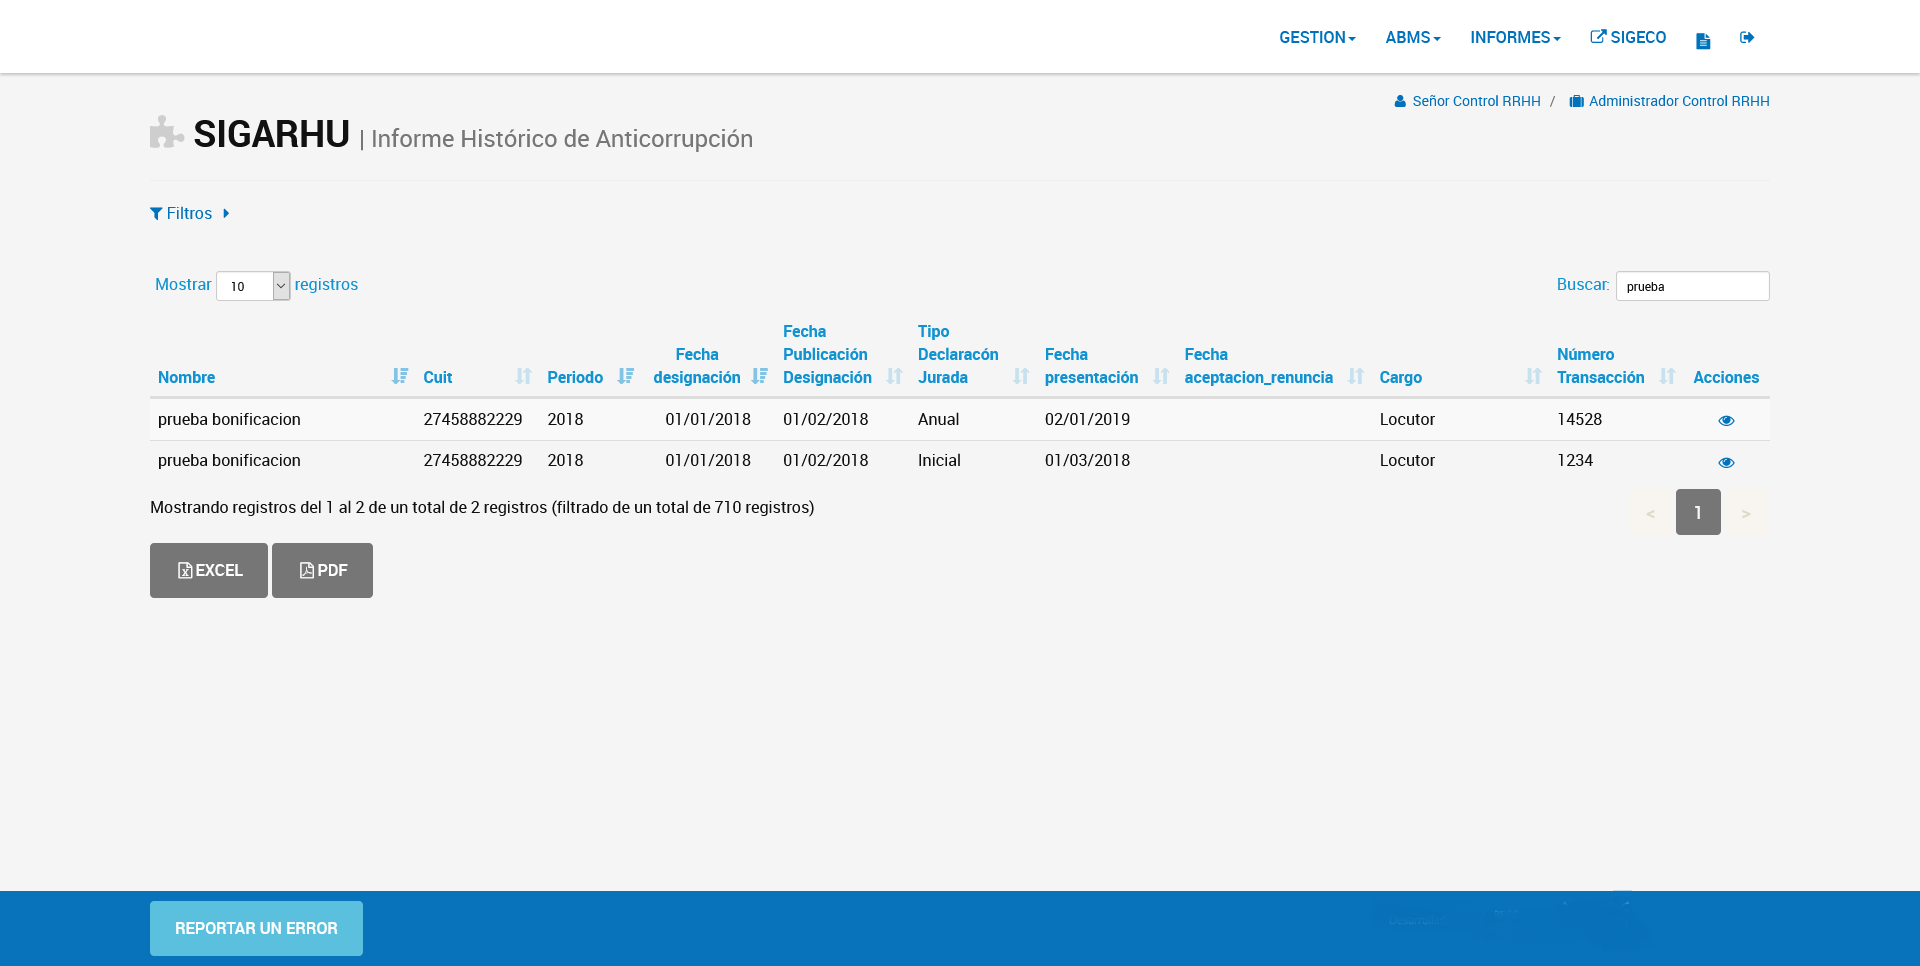 GESTION ABMS INFORMES SIGECO
Señor Control RRHH / Administrador Control RRHH
SIGARHU | Informe Histórico de Anticorrupción
Filtros
Mostrar 10 registros Buscar: prueba
Nombre Cuit Periodo Fecha designación Fecha Publicación Designación Tipo Declaracón Jurada Fecha presentación Fecha aceptacion_renuncia Cargo Número Transacción Acciones
prueba bonificacion 27458882229 2018 01/01/2018 01/02/2018 Anual 02/01/2019 Locutor 14528
prueba bonificacion 27458882229 2018 01/01/2018 01/02/2018 Inicial 01/03/2018 Locutor 1234
Mostrando registros del 1 al 2 de un total de 2 registros (filtrado de un total de 710 registros)
< 1 >
EXCEL PDF
REPORTAR UN ERROR